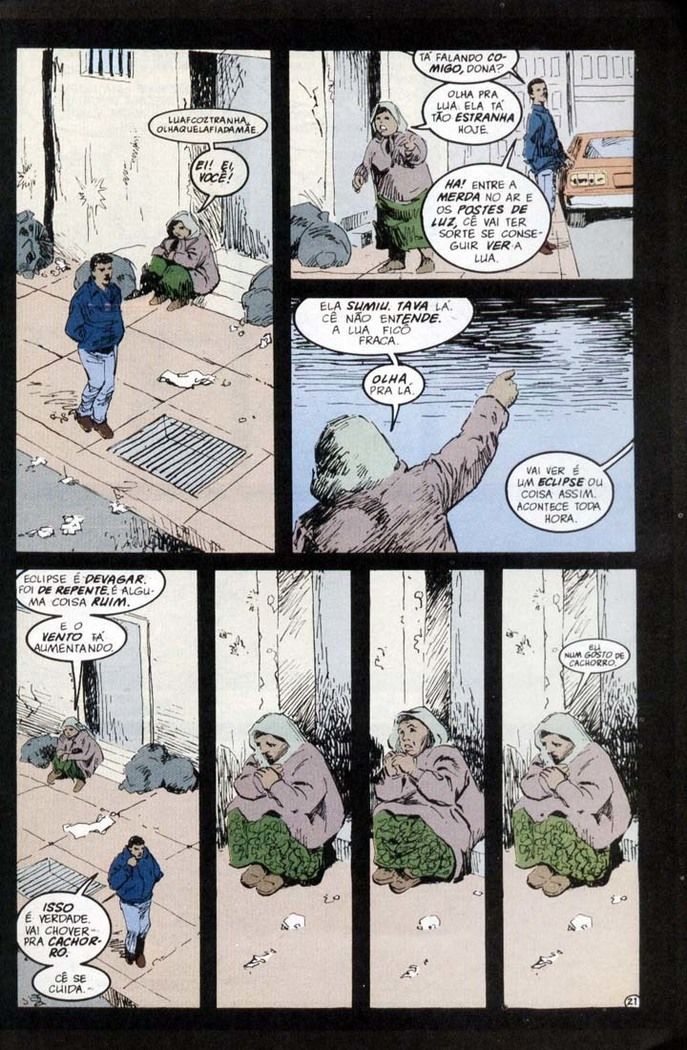 LUAFCOZTRANHA,
OLHAQUELAFIADAMÃE.
EI! EI,
VOCÊ!
TÁ FALANDO CO-
MIGO, DONA?
OLHA PRA
LUA. ELA TÁ
TÃO ESTRANHA
HOJE.
HA! ENTRE A
MERDA NO AR E
OS POSTES DE
LUZ, CÊ VAI TER
SORTE SE CONSE-
GUIR VER A
LUA.
ELA SUMIU. TAVA LÁ.
CÊ NÃO ENTENDE.
A LUA FICÔ
FRACA.
OLHA
PRA LÁ.
VAI VER É
UM ECLIPSE OU
COISA ASSIM.
ACONTECE TODA
HORA.
ECLIPSE É DEVAGAR.
FOI DE REPENTE. É ALGU-
MA COISA RUIM.
E O
VENTO TÁ
AUMENTANDO.
ISSO
É VERDADE.
VAI CHOVER
PRA CACHOR-
RO.
CÊ SE
CUIDA.
EU
NUM GOSTO DE
CACHORRO.
21